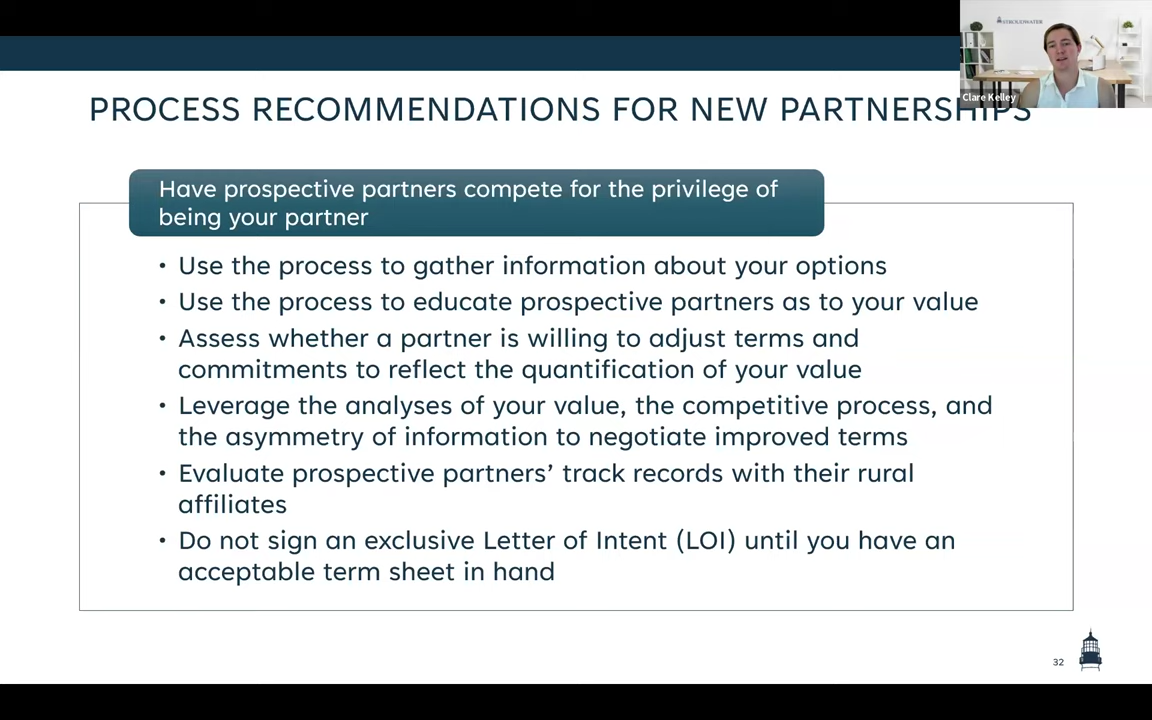 STROUDWATER
Clare Kelley
PROCESS RECOMMENDATIONS FOR NEW PARTNERSHIPS
Have prospective partners compete for the privilege of
being your partner
• Use the process to gather information about your options
• Use the process to educate prospective partners as to your value
• Assess whether a partner is willing to adjust terms and
commitments to reflect the quantification of your value
• Leverage the analyses of your value, the competitive process, and
the asymmetry of information to negotiate improved terms
• Evaluate prospective partners’ track records with their rural
affiliates
• Do not sign an exclusive Letter of Intent (LOI) until you have an
acceptable term sheet in hand
32